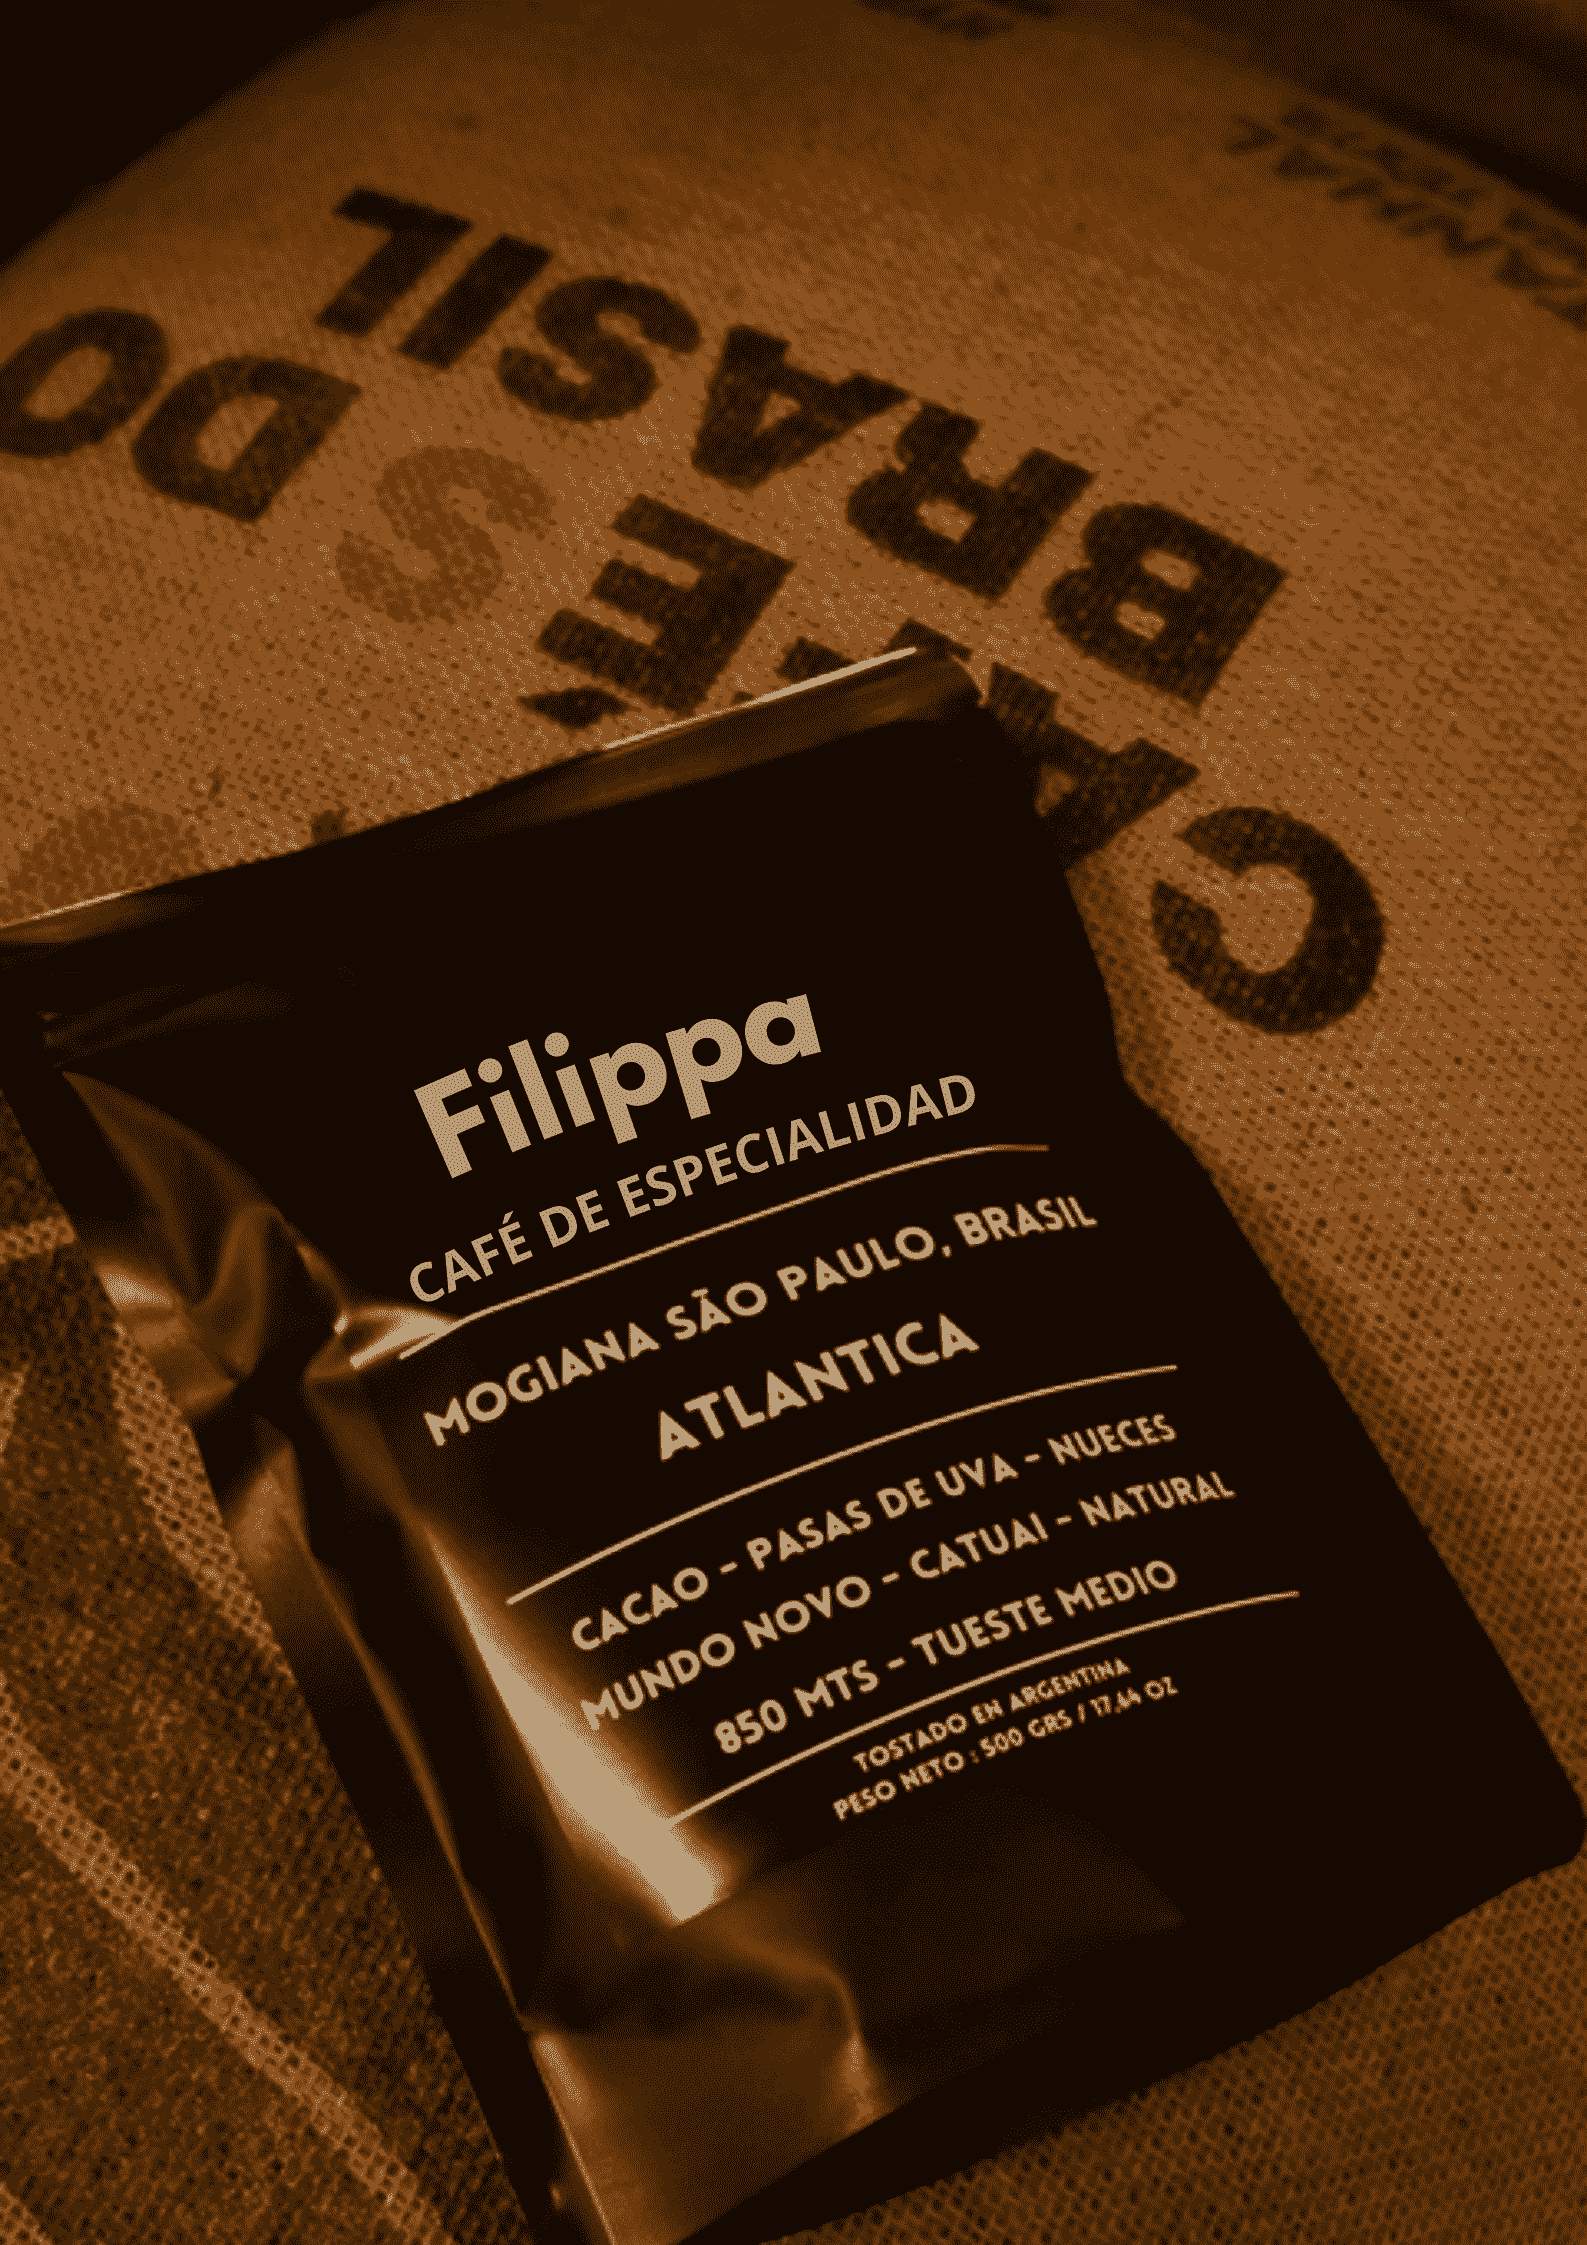 CAFÉ
BRASIL
DO
Filippa
CAFÉ DE ESPECIALIDAD
MOGIANA SÃO PAULO, BRASIL
ATLANTICA
CACAO - PASAS DE UVA - NUECES
MUNDO NOVO - CATUAI - NATURAL
850 MTS - TUESTE MEDIO
TOSTADO EN ARGENTINA
PESO NETO : 500 GRS / 17,64 OZ